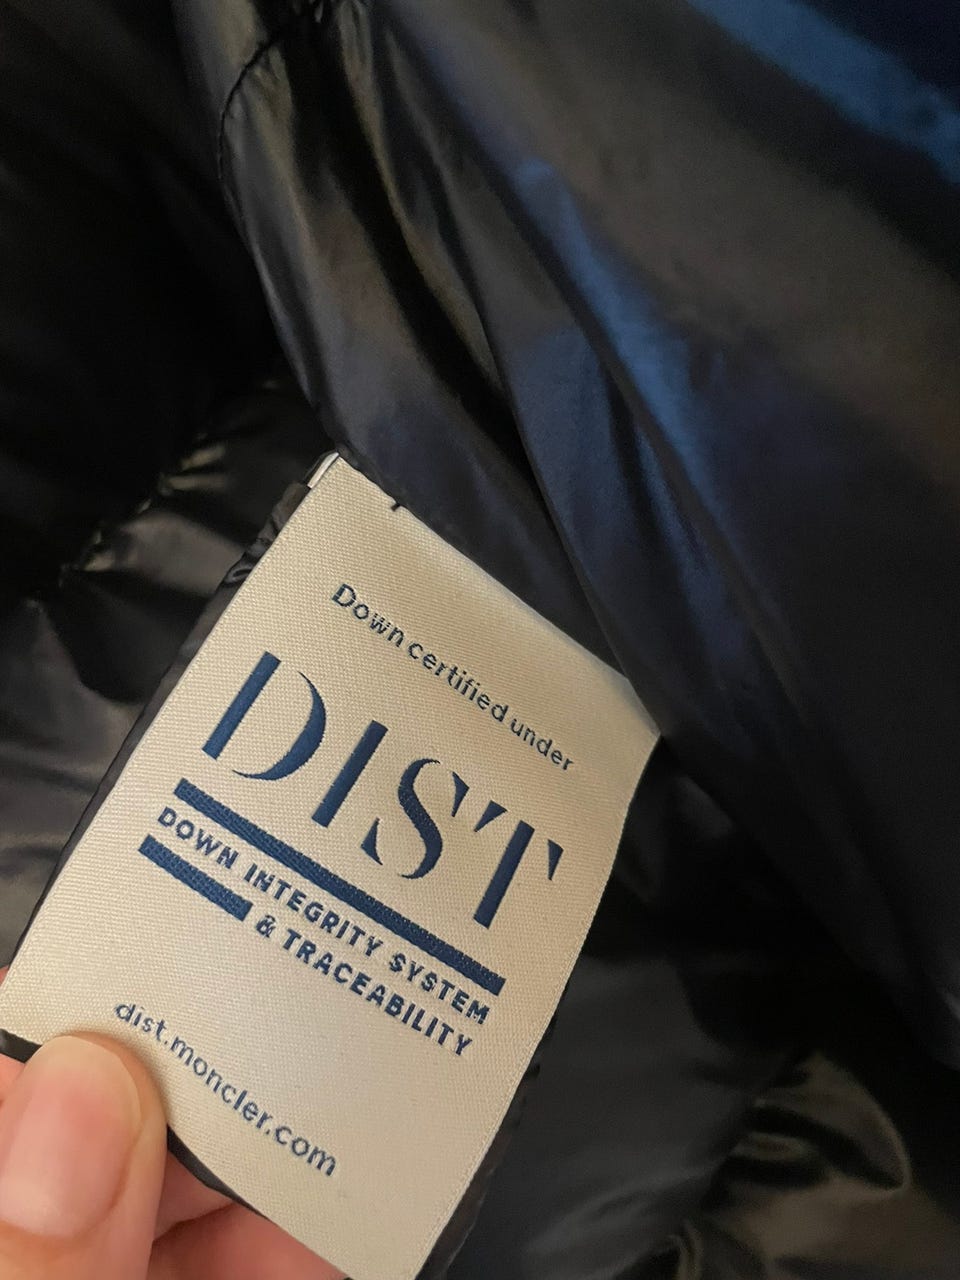 Down certified under
DIST
DOWN INTEGRITY SYSTEM
& TRACEABILITY
dist.moncler.com